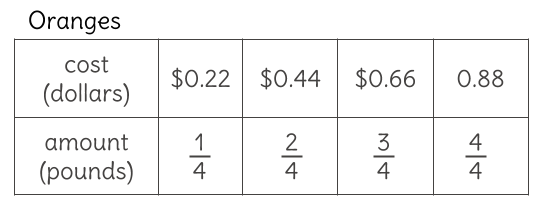 Oranges
cost (dollars) $0.22 $0.44 $0.66 0.88
amount (pounds) 1/4 2/4 3/4 4/4